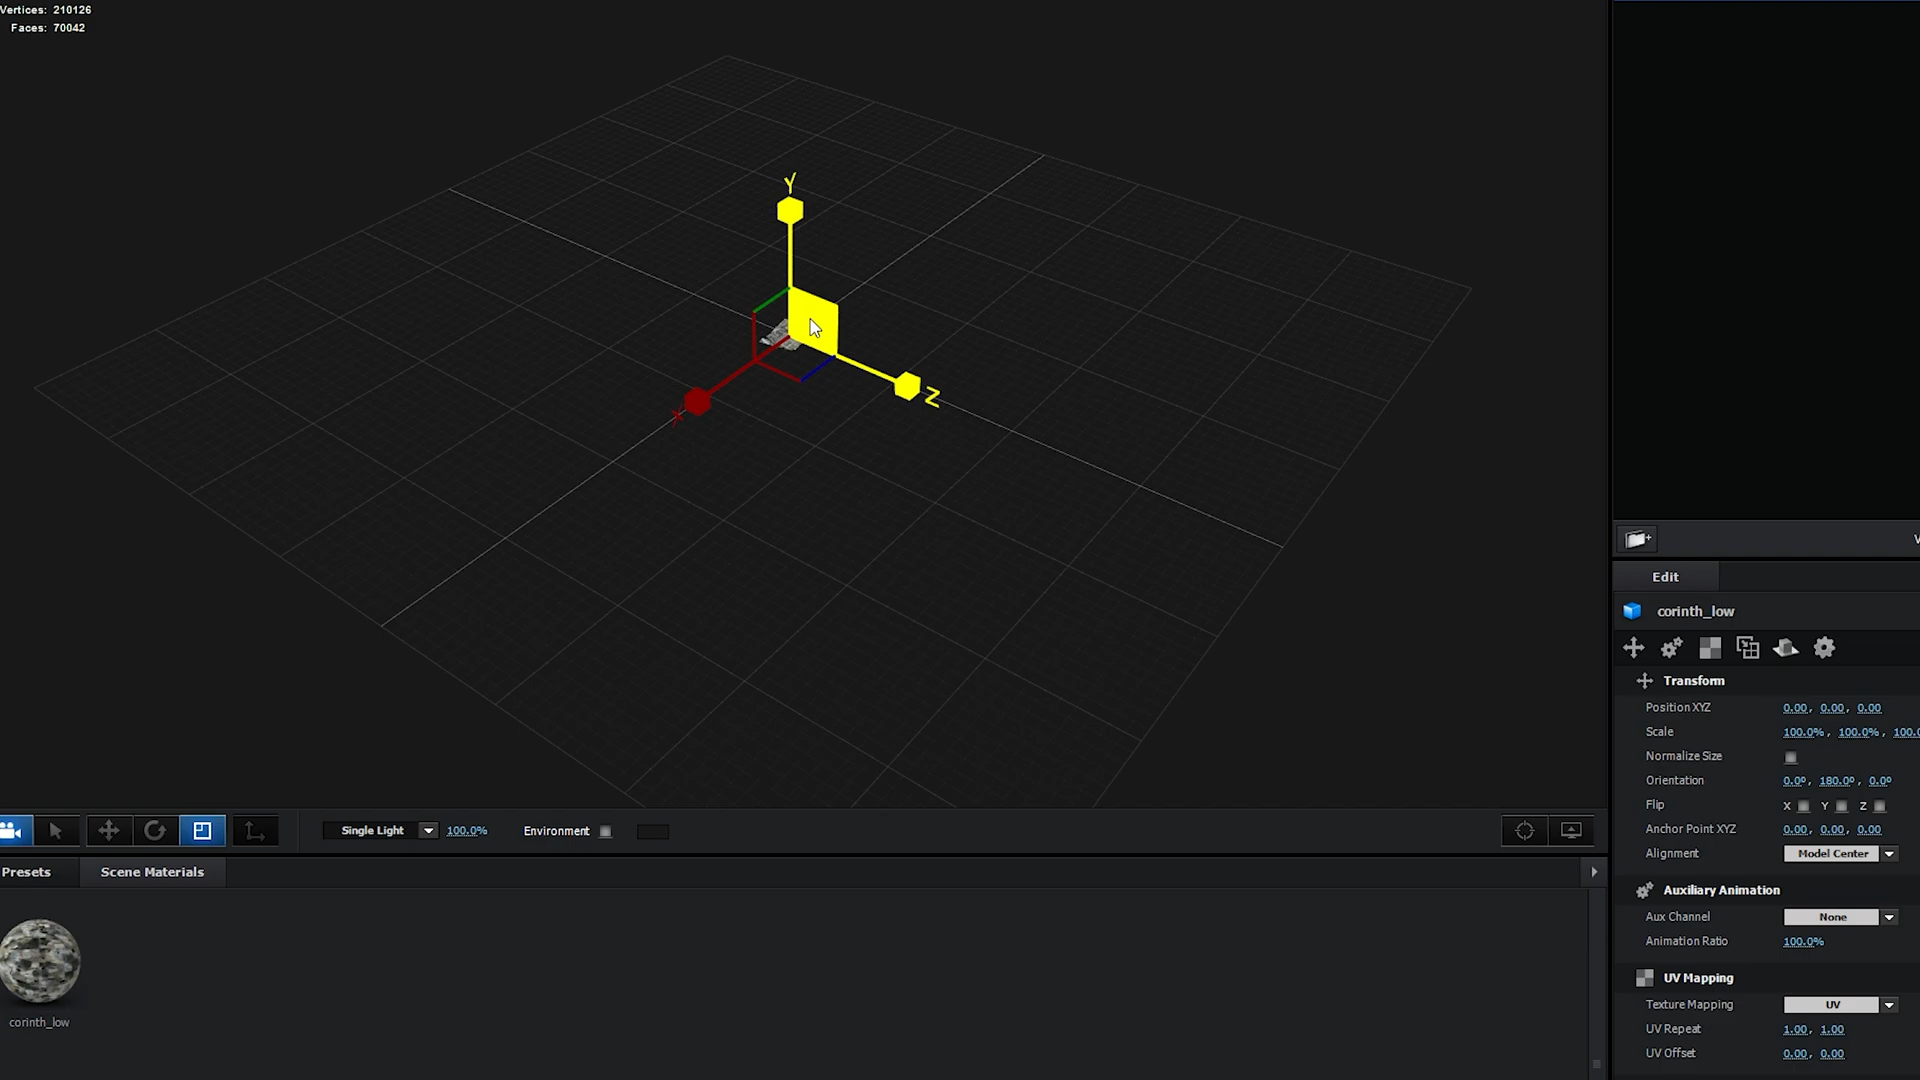 Vertices: 210126
Faces: 70042
Y
Z
X
Edit
corinth_low
Transform
Position XYZ 0.00, 0.00, 0.00
Scale 100.0%, 100.0%, 100.0
Normalize Size
Orientation 0.0º, 180.0º, 0.0º
Flip X Y Z
Anchor Point XYZ 0.00, 0.00, 0.00
Alignment Model Center
Auxiliary Animation
Aux Channel None
Animation Ratio 100.0%
UV Mapping
Texture Mapping UV
UV Repeat 1.00, 1.00
UV Offset 0.00, 0.00
Single Light 100.0% Environment
Presets Scene Materials
corinth_low